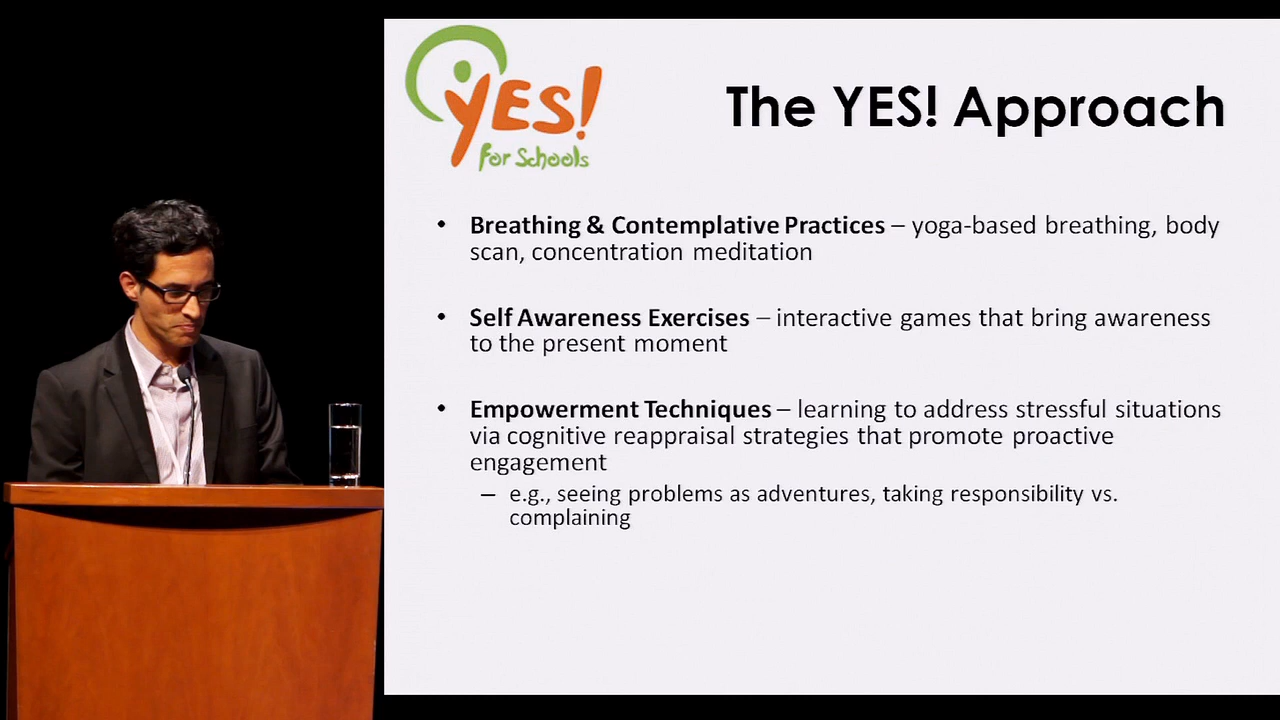 YES!
for Schools
The YES! Approach
• Breathing & Contemplative Practices – yoga-based breathing, body
scan, concentration meditation
• Self Awareness Exercises – interactive games that bring awareness
to the present moment
• Empowerment Techniques – learning to address stressful situations
via cognitive reappraisal strategies that promote proactive
engagement
– e.g., seeing problems as adventures, taking responsibility vs.
complaining